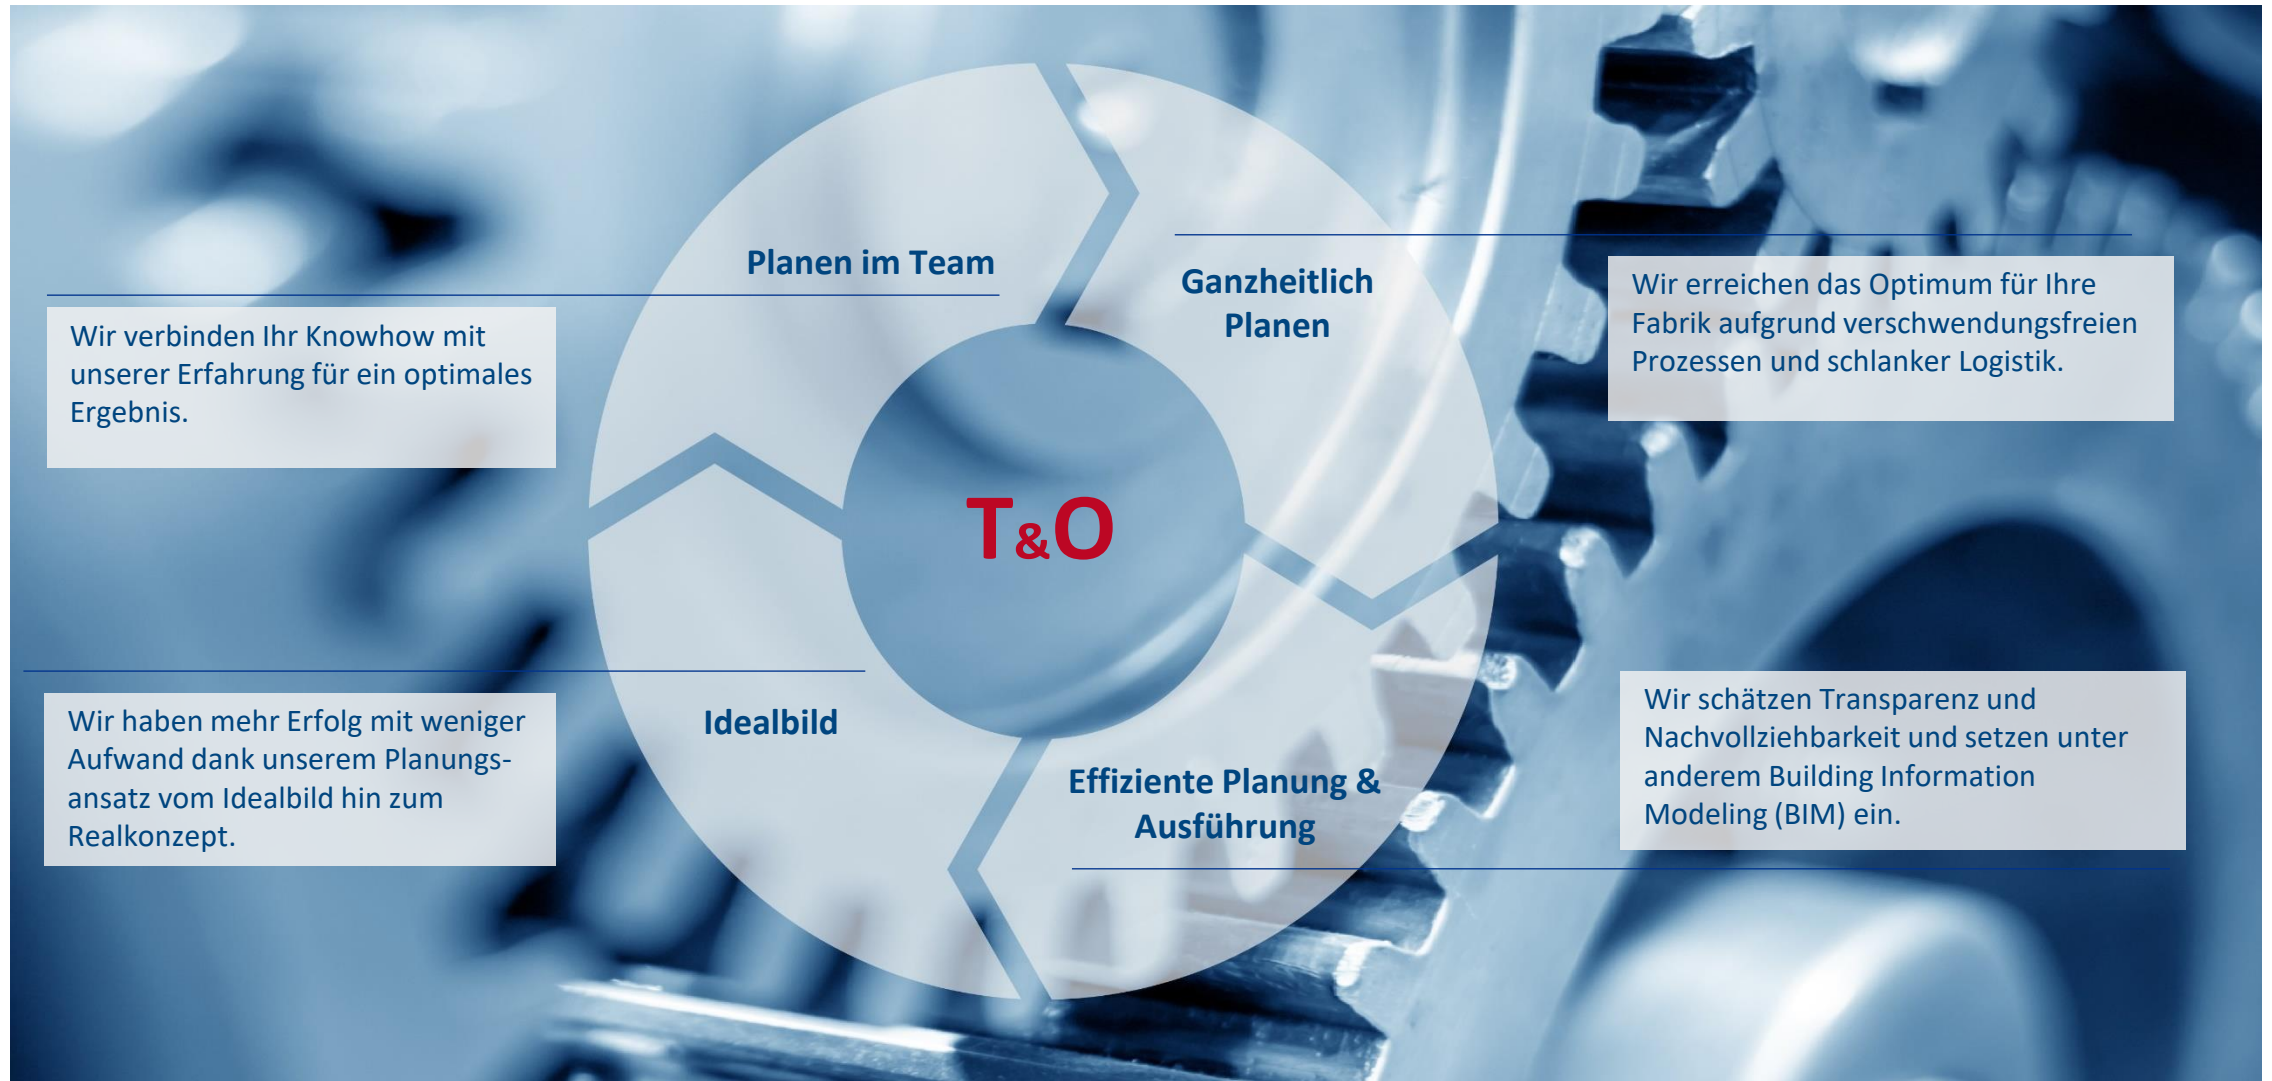 Planen im Team
Wir verbinden Ihr Knowhow mit
unserer Erfahrung für ein optimales
Ergebnis.
Ganzheitlich
Planen
Wir erreichen das Optimum für Ihre
Fabrik aufgrund verschwendungsfreien
Prozessen und schlanker Logistik.
T&O
Idealbild
Wir haben mehr Erfolg mit weniger
Aufwand dank unserem Planungs-
ansatz vom Idealbild hin zum
Realkonzept.
Effiziente Planung &
Ausführung
Wir schätzen Transparenz und
Nachvollziehbarkeit und setzen unter
anderem Building Information
Modeling (BIM) ein.